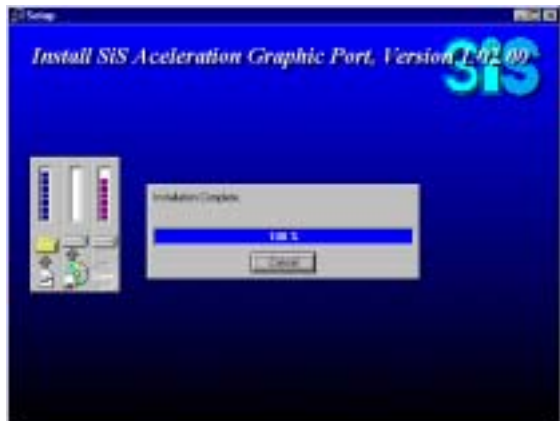 Setup
Install SiS Aceleration Graphic Port, Version 1.02.00
SiS
Installation Complete.
100 %
Cancel